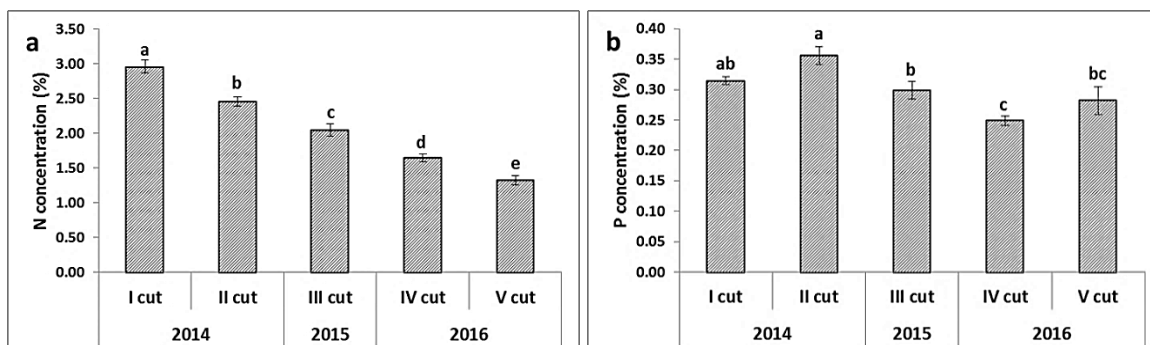 a
N concentration (%)
3.50
3.00
2.50
2.00
1.50
1.00
0.50
0.00
a
b
c
d
e
I cut
II cut
III cut
IV cut
V cut
2014
2015
2016
b
P concentration (%)
0.40
0.35
0.30
0.25
0.20
0.15
0.10
0.05
0.00
ab
a
b
c
bc
I cut
II cut
III cut
IV cut
V cut
2014
2015
2016